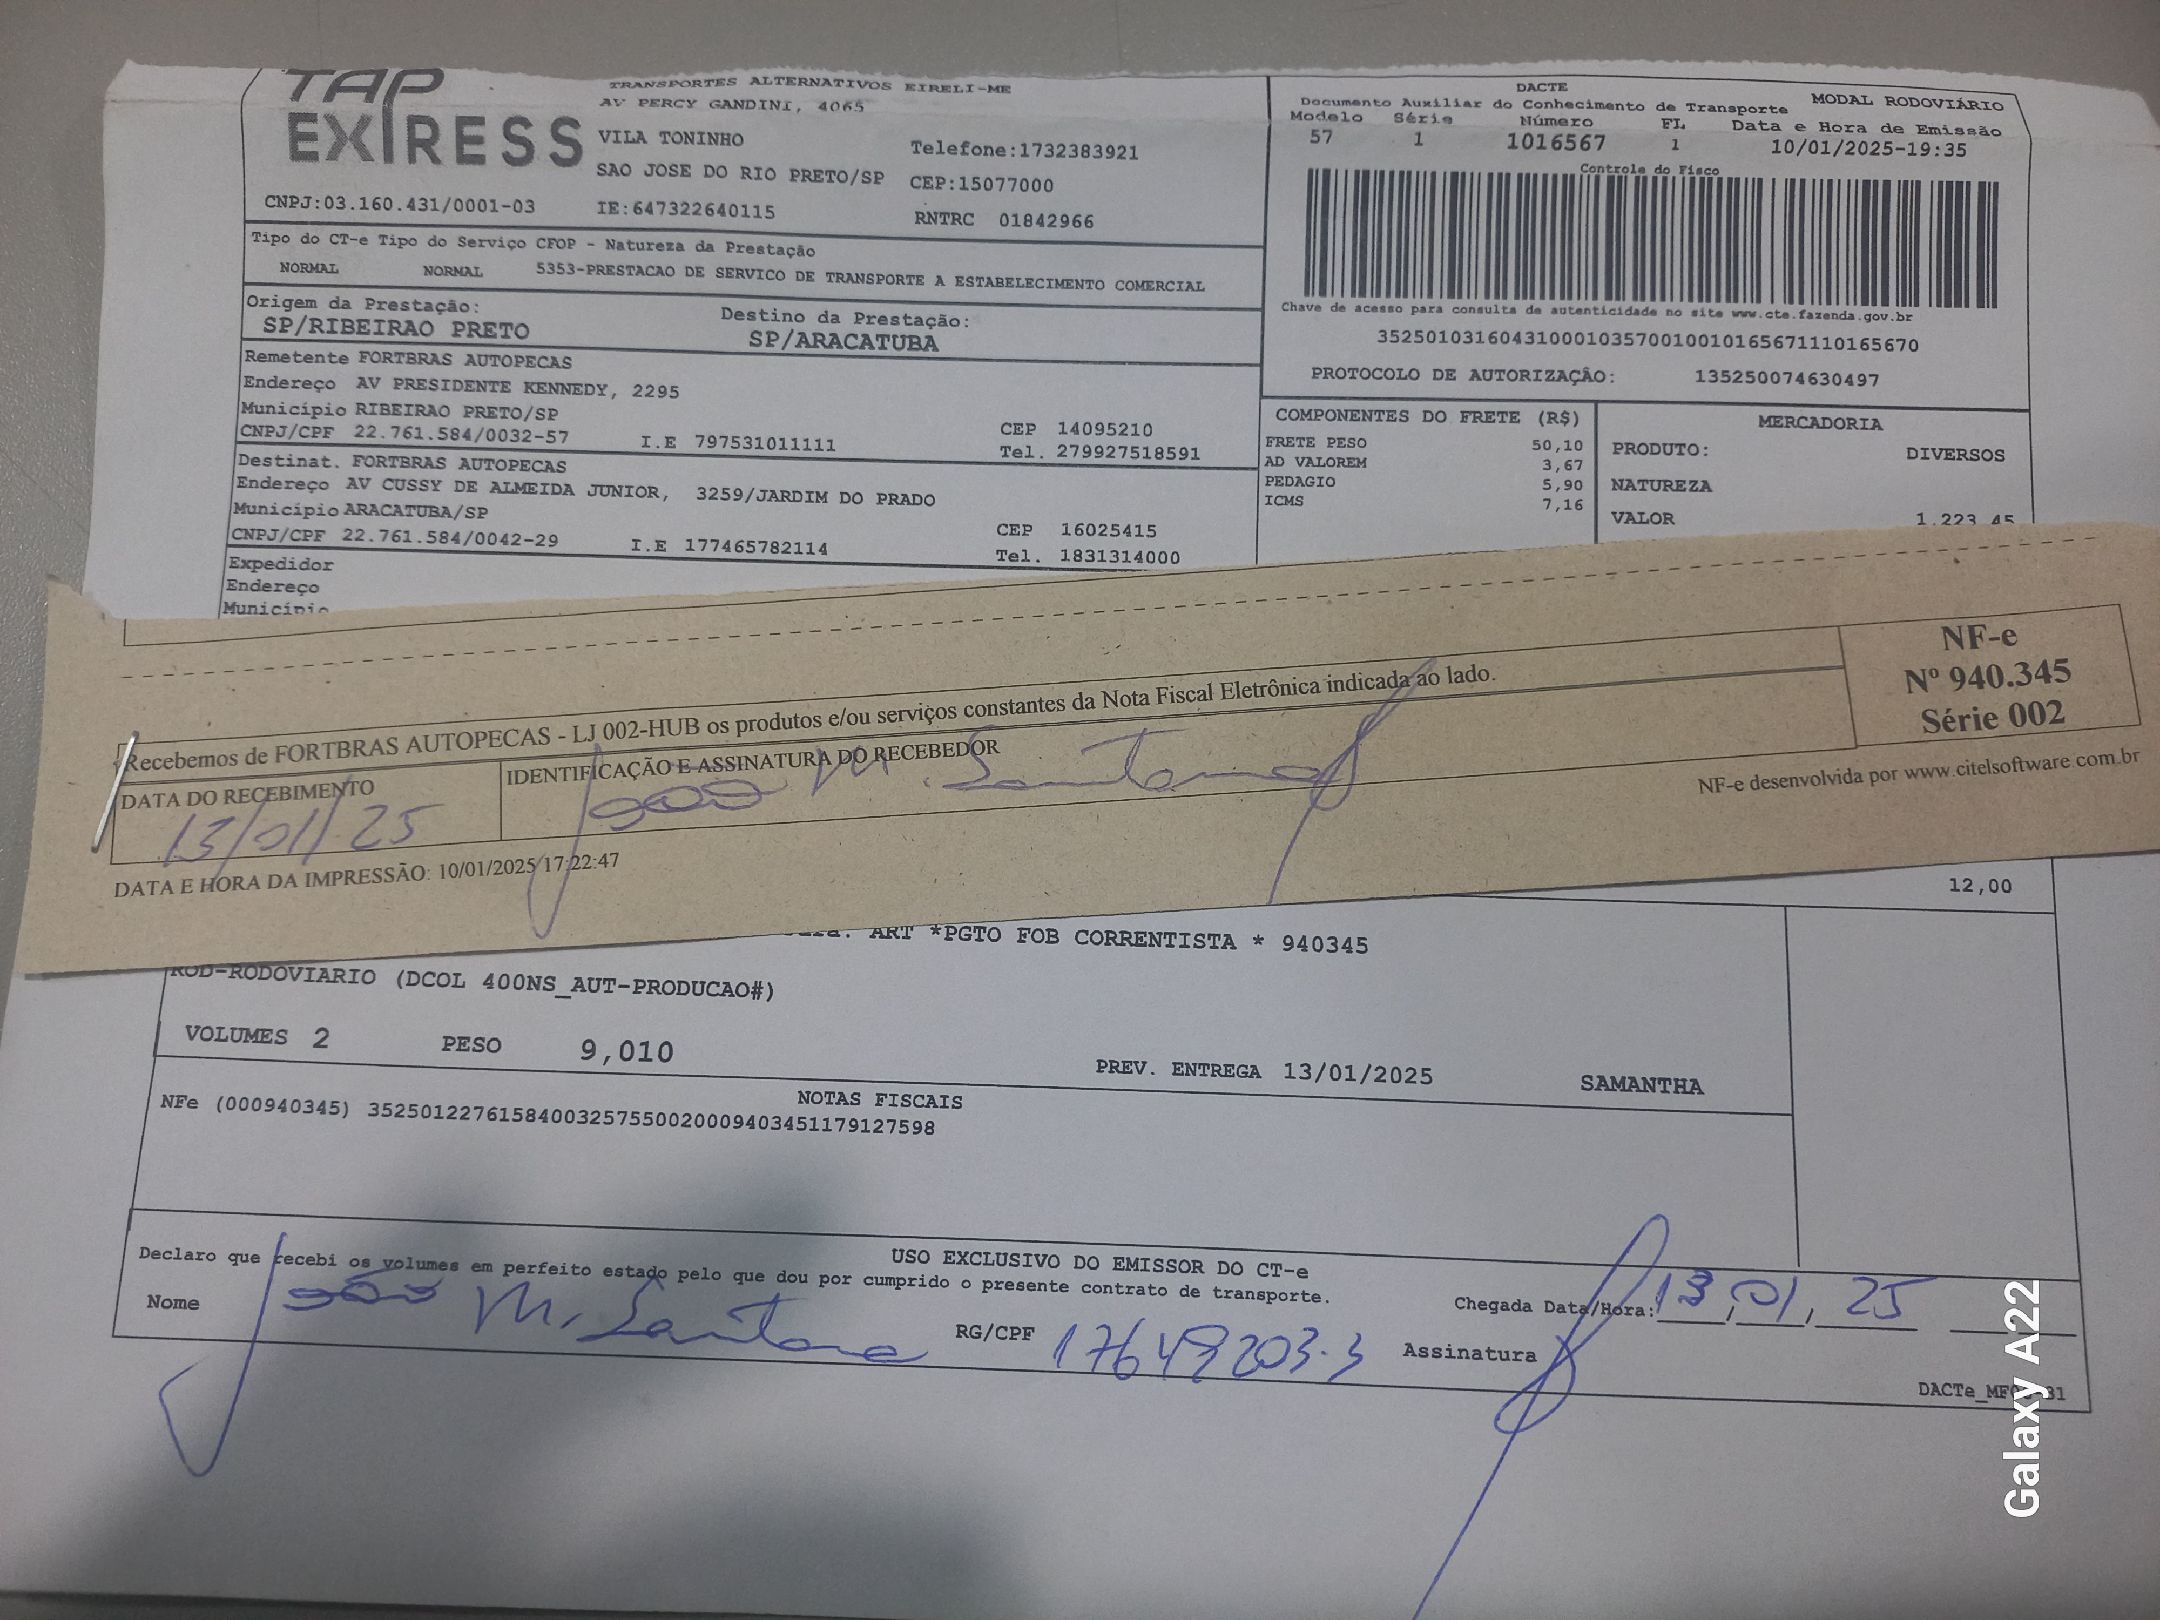 TAP
EXPRESS
TRANSPORTES ALTERNATIVOS EIRELI-ME
AV PERCY GANDINI, 4065
VILA TONINHO
Telefone:1732383921
SAO JOSE DO RIO PRETO/SP CEP:15077000
CNPJ:03.160.431/0001-03 IE:647322640115 RNTRC 01842966
Tipo do CT-e Tipo do Serviço CFOP - Natureza da Prestação
NORMAL NORMAL 5353-PRESTACAO DE SERVICO DE TRANSPORTE A ESTABELECIMENTO COMERCIAL
Origem da Prestação: Destino da Prestação:
SP/RIBEIRAO PRETO SP/ARACATUBA
Remetente FORTBRAS AUTOPECAS
Endereço AV PRESIDENTE KENNEDY, 2295
Município RIBEIRAO PRETO/SP CEP 14095210
CNPJ/CPF 22.761.584/0032-57 I.E 797531011111 Tel. 279927518591
Destinat. FORTBRAS AUTOPECAS
Endereço AV CUSSY DE ALMEIDA JUNIOR, 3259/JARDIM DO PRADO
Município ARACATUBA/SP CEP 16025415
CNPJ/CPF 22.761.584/0042-29 I.E 177465782114 Tel. 1831314000
Expedidor
Endereço
Município
DACTE
Documento Auxiliar do Conhecimento de Transporte MODAL RODOVIÁRIO
Modelo Série Número FL Data e Hora de Emissão
57 1 1016567 1 10/01/2025-19:35
Controle do Fisco
Chave de acesso para consulta de autenticidade no site www.cte.fazenda.gov.br
35250103160431000103570010010165671110165670
PROTOCOLO DE AUTORIZAÇÃO: 135250074630497
COMPONENTES DO FRETE (R$) MERCADORIA
FRETE PESO 50,10 PRODUTO: DIVERSOS
AD VALOREM 3,67
PEDAGIO 5,90 NATUREZA
ICMS 7,16 VALOR 1.223,45
Recebemos de FORTBRAS AUTOPECAS - LJ 002-HUB os produtos e/ou serviços constantes da Nota Fiscal Eletrônica indicada ao lado.
NF-e
Nº 940.345
Série 002
DATA DO RECEBIMENTO IDENTIFICAÇÃO E ASSINATURA DO RECEBEDOR
13/01/25 João M. Santana
DATA E HORA DA IMPRESSÃO: 10/01/2025 17:22:47
NF-e desenvolvida por www.citelsoftware.com.br
12,00
ART *PGTO FOB CORRENTISTA * 940345
ROD-RODOVIARIO (DCOL 400NS_AUT-PRODUCAO#)
VOLUMES 2 PESO 9,010 PREV. ENTREGA 13/01/2025 SAMANTHA
NOTAS FISCAIS
NFe (000940345) 35250122761584003257550020009403451179127598
USO EXCLUSIVO DO EMISSOR DO CT-e
Declaro que recebi os volumes em perfeito estado pelo que dou por cumprido o presente contrato de transporte.
Nome João M. Santana RG/CPF 17649203-3 Assinatura
Chegada Data/Hora: 13, 01, 25
Galaxy A22